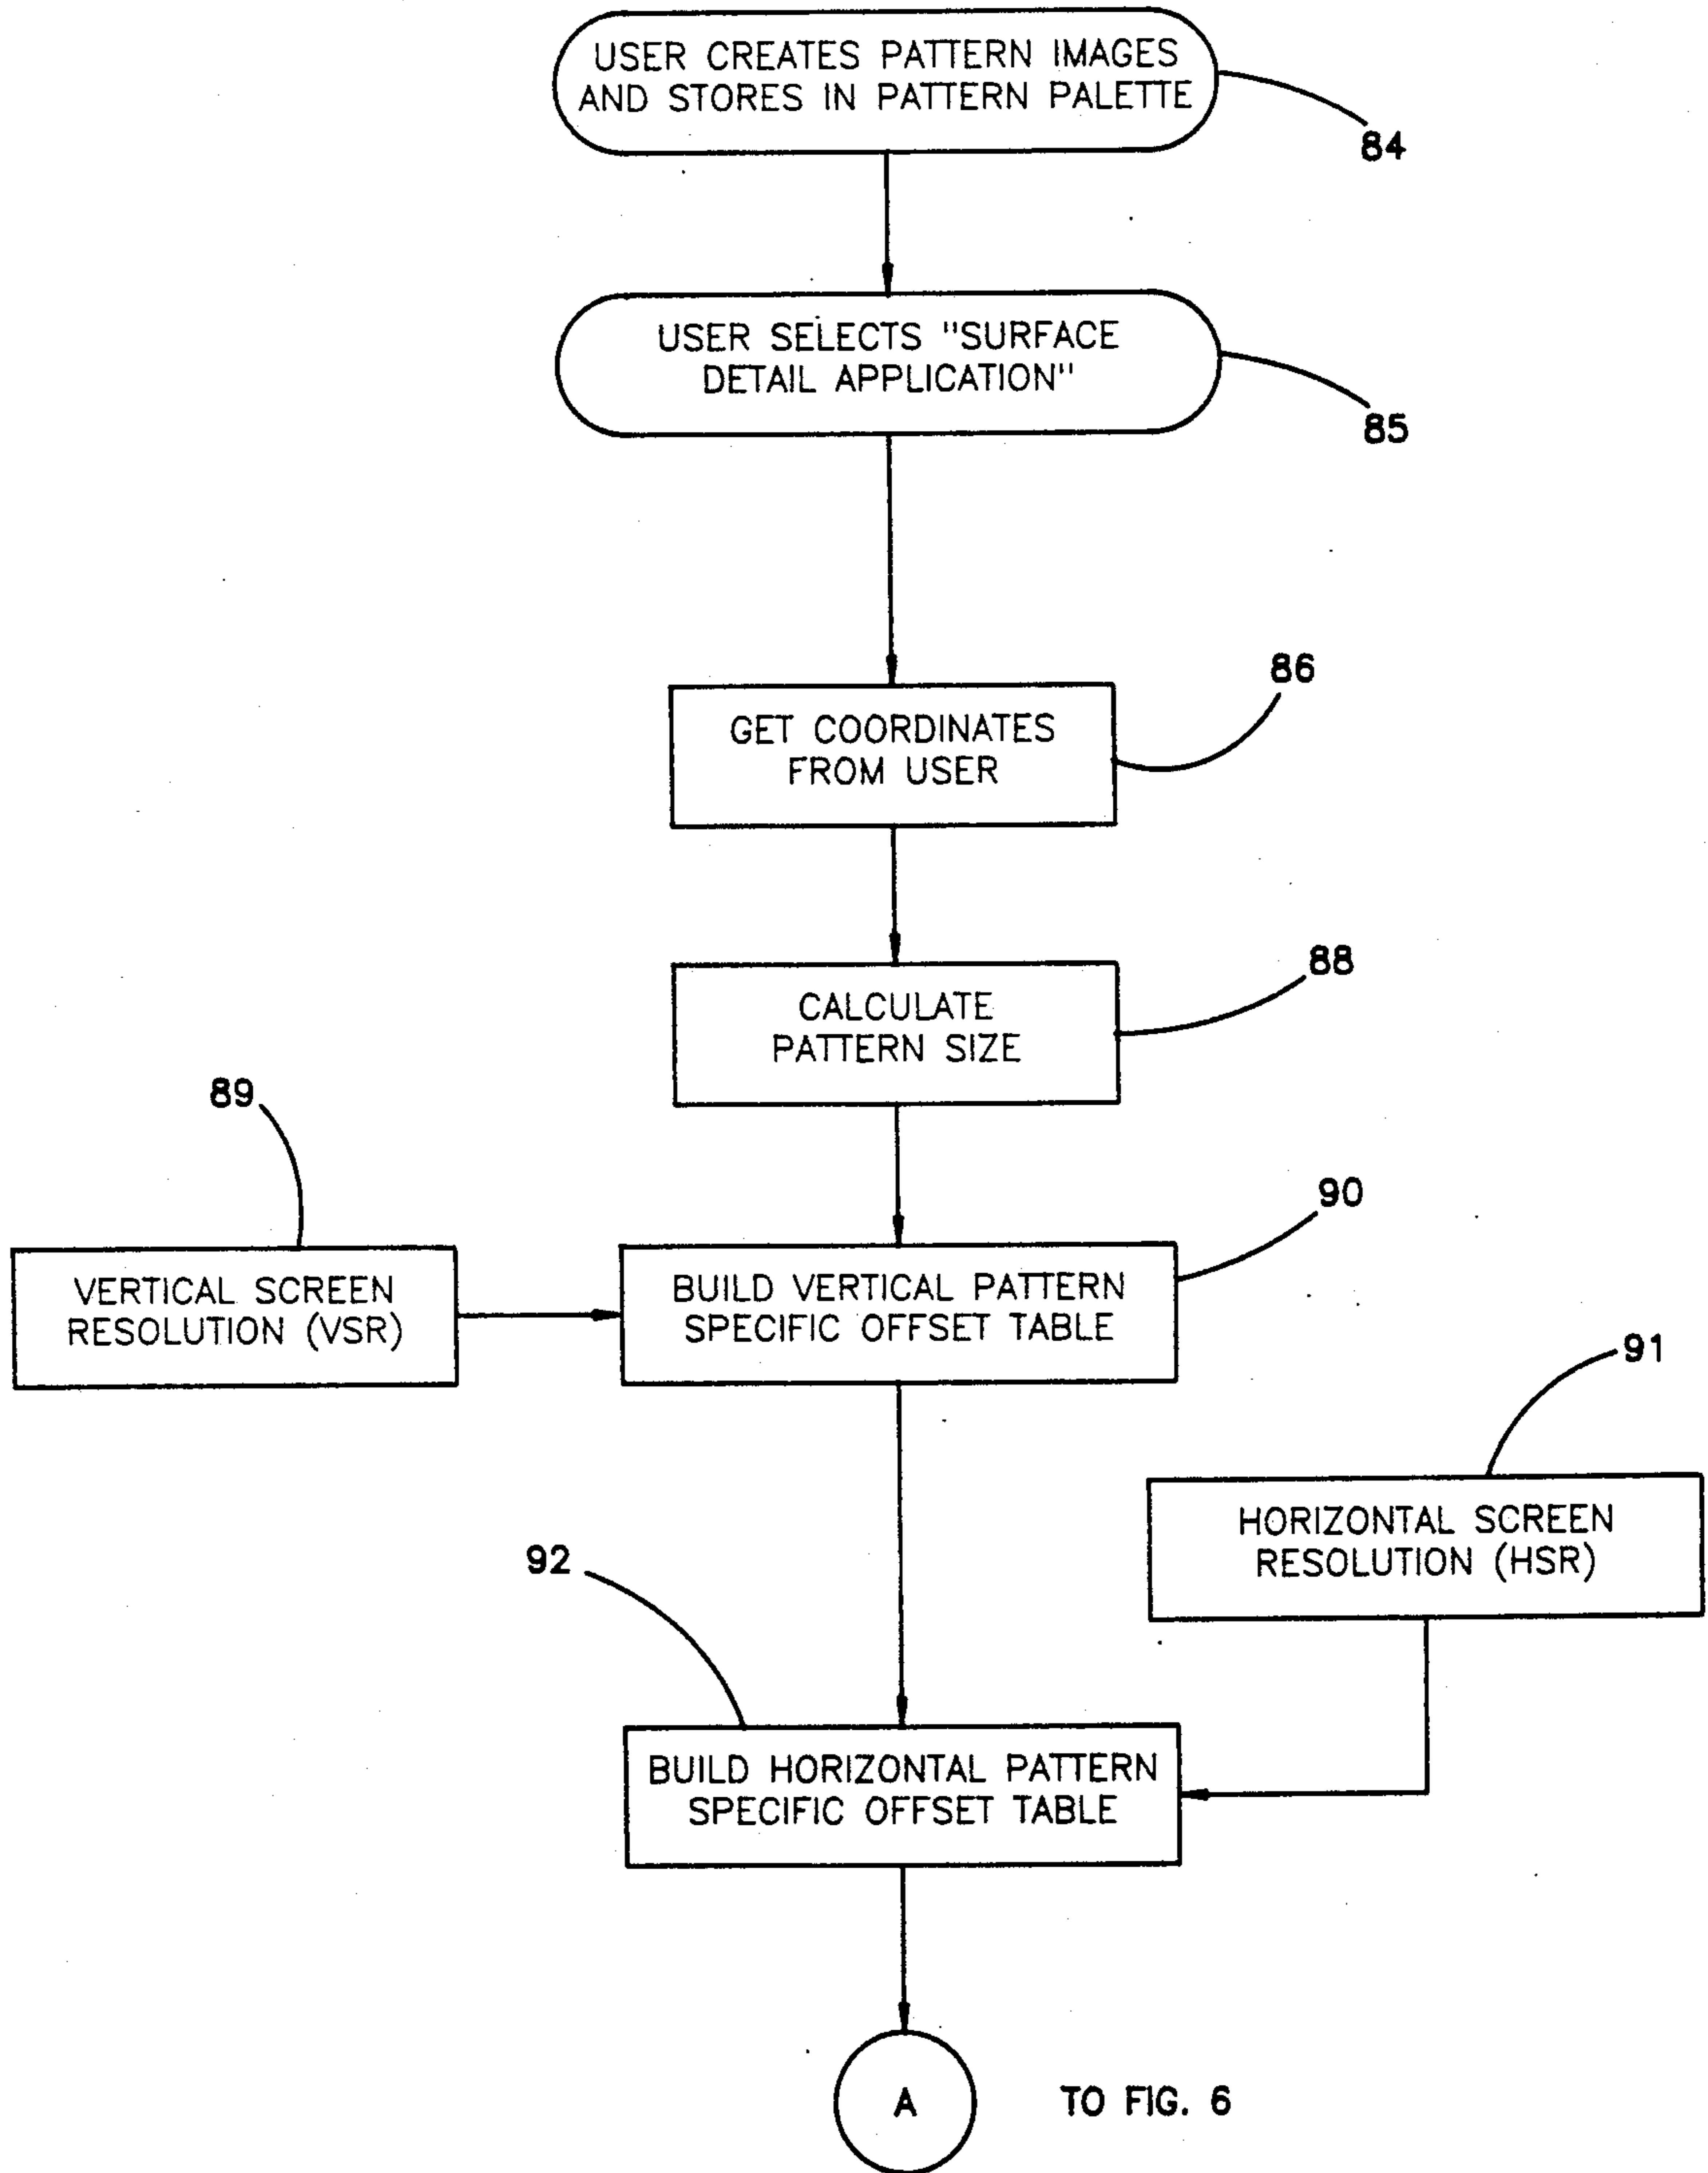 USER CREATES PATTERN IMAGES
AND STORES IN PATTERN PALETTE
84
USER SELECTS "SURFACE
DETAIL APPLICATION"
85
86
GET COORDINATES
FROM USER
88
CALCULATE
PATTERN SIZE
89
90
VERTICAL SCREEN
RESOLUTION (VSR)
BUILD VERTICAL PATTERN
SPECIFIC OFFSET TABLE
91
HORIZONTAL SCREEN
RESOLUTION (HSR)
92
BUILD HORIZONTAL PATTERN
SPECIFIC OFFSET TABLE
A
TO FIG. 6